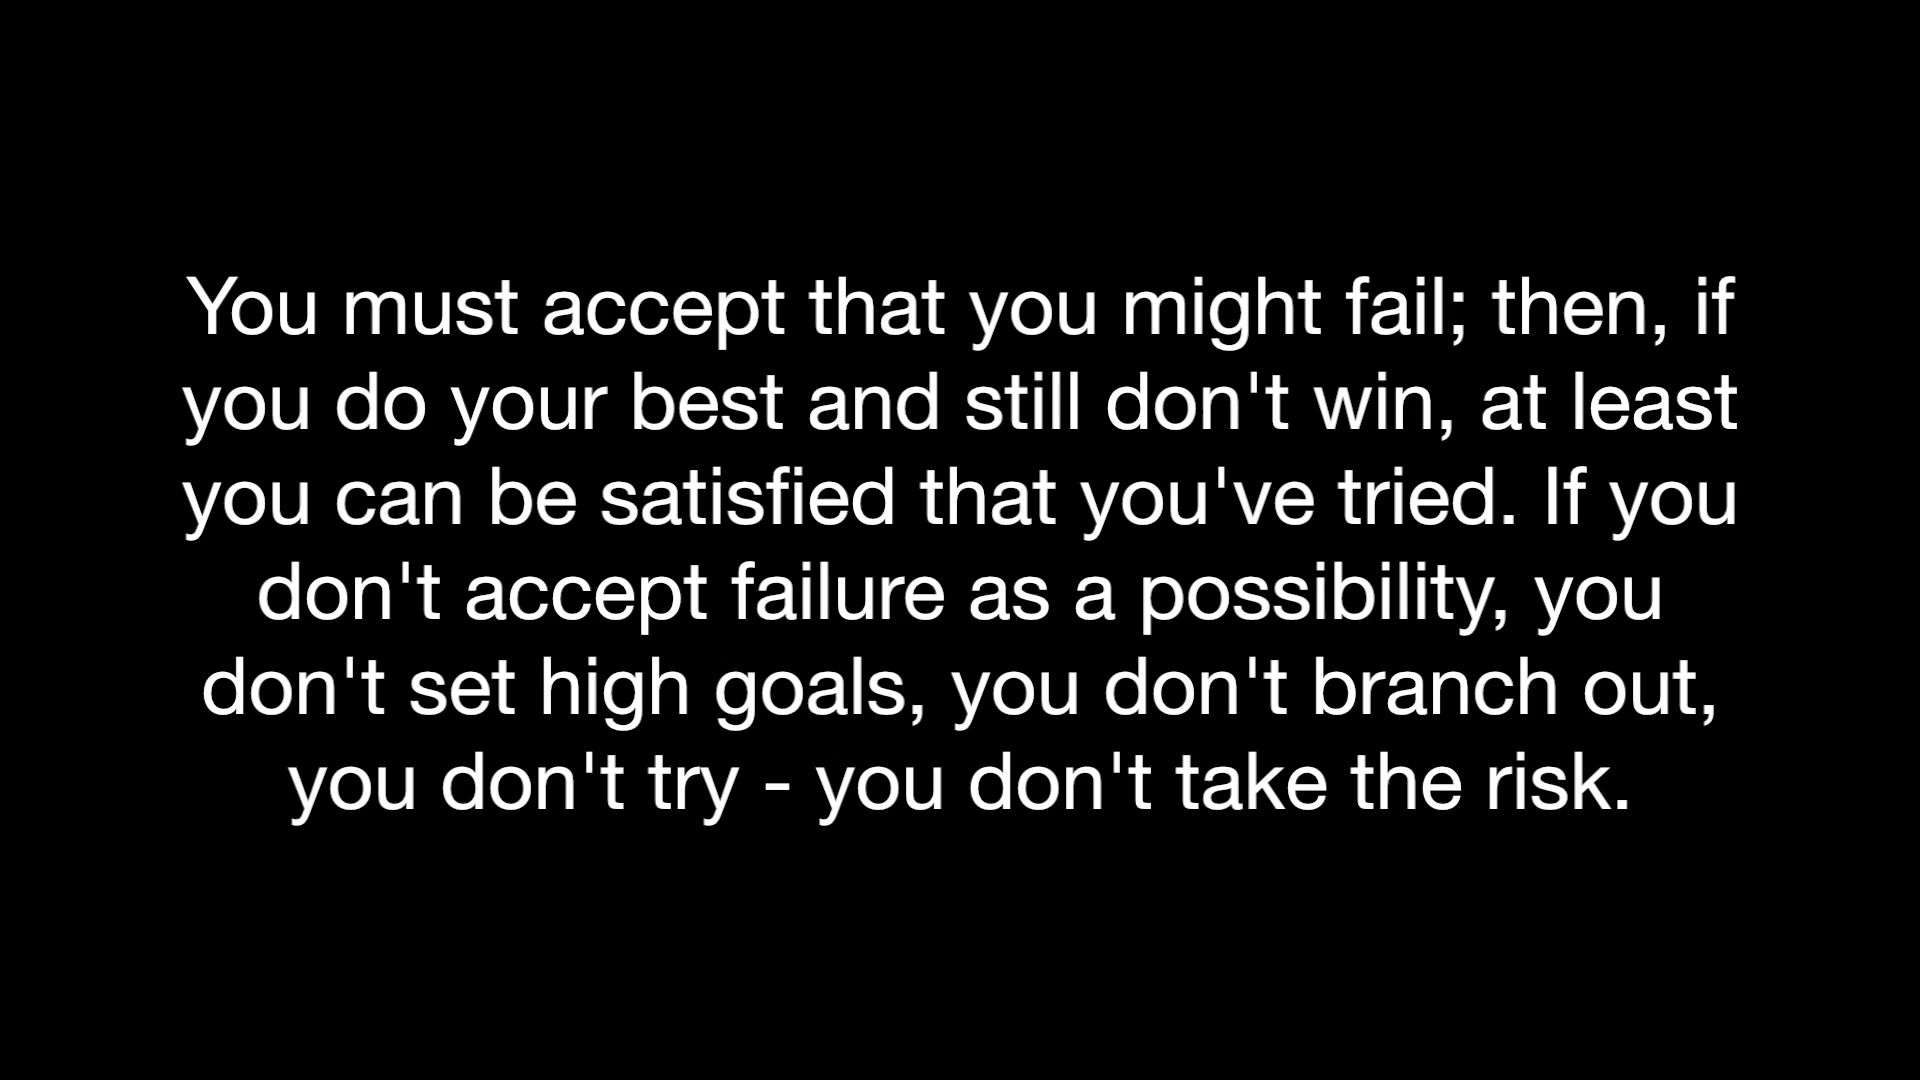 You must accept that you might fail; then, if
you do your best and still don't win, at least
you can be satisfied that you've tried. If you
don't accept failure as a possibility, you
don't set high goals, you don't branch out,
you don't try - you don't take the risk.